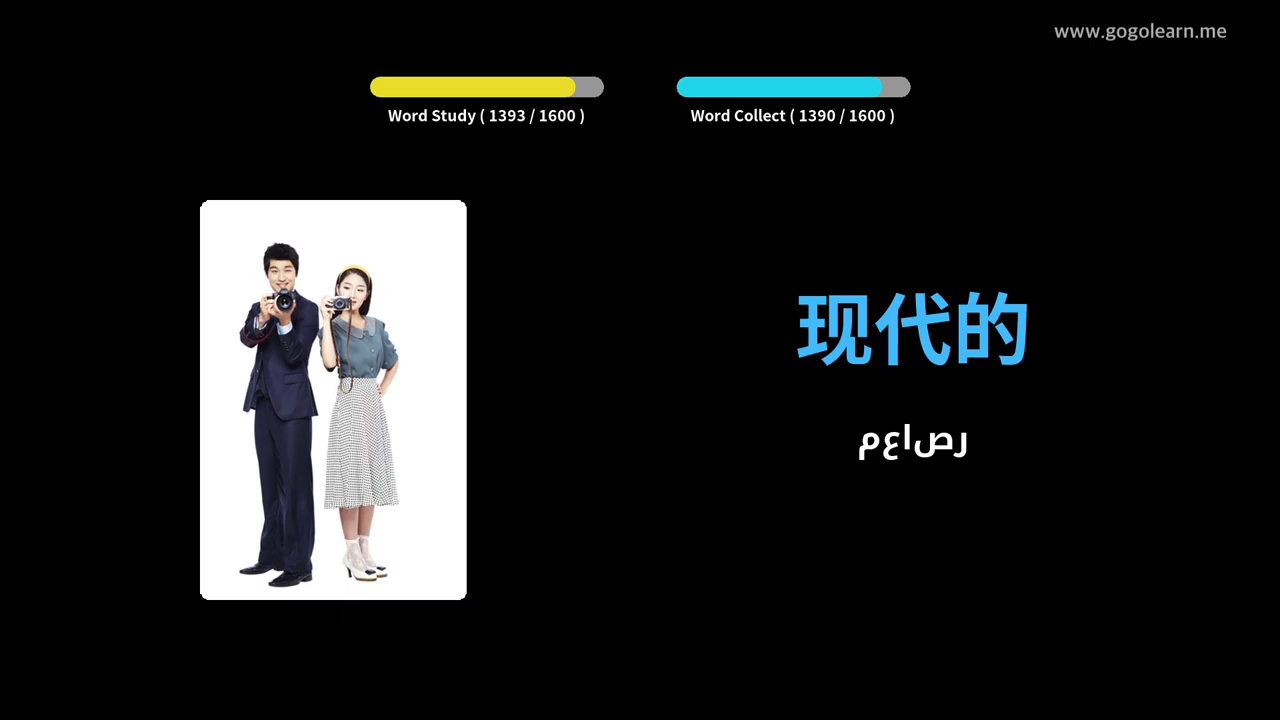 www.gogolearn.me
Word Study ( 1393 / 1600 )
Word Collect ( 1390 / 1600 )
现代的
رصاعم